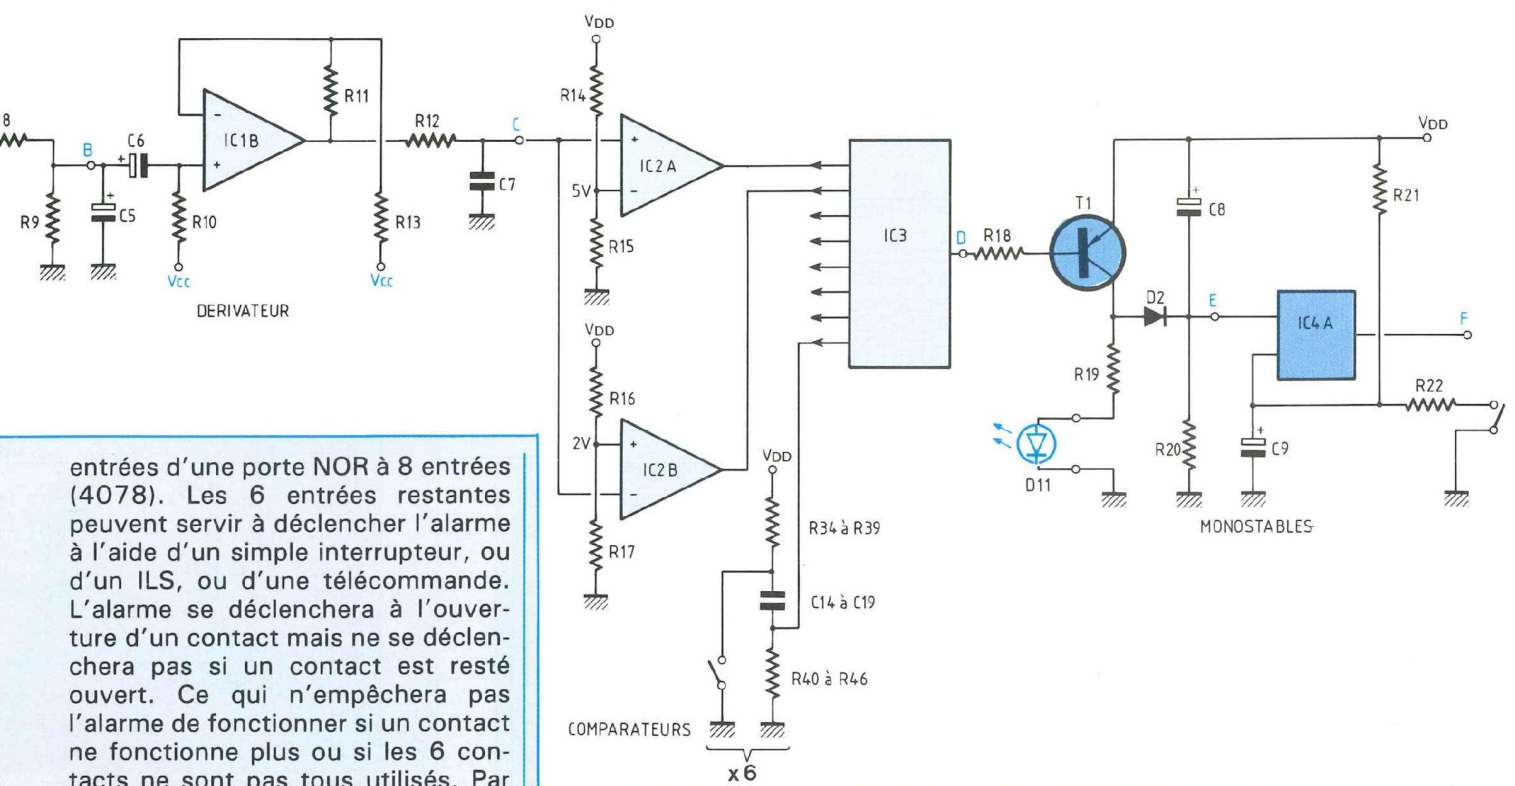 8
R9
B
C5
C6
R10
Vcc
IC1B
-
+
R11
R13
Vcc
DERIVATEUR
R12
C
C7
VDD
R14
5V
R15
IC2A
+
-
VDD
R16
2V
R17
IC2B
+
-
VDD
R34 à R39
C14 à C19
R40 à R46
COMPARATEURS
x6
IC3
D
R18
T1
VDD
C8
R21
D2
E
IC4A
F
R19
D11
R20
C9
R22
MONOSTABLES
entrées d'une porte NOR à 8 entrées
(4078). Les 6 entrées restantes
peuvent servir à déclencher l'alarme
à l'aide d'un simple interrupteur, ou
d'un ILS, ou d'une télécommande.
L'alarme se déclenchera à l'ouver-
ture d'un contact mais ne se déclen-
chera pas si un contact est resté
ouvert. Ce qui n'empêchera pas
l'alarme de fonctionner si un contact
ne fonctionne plus ou si les 6 con-
tacts ne sont pas tous utilisés. Par